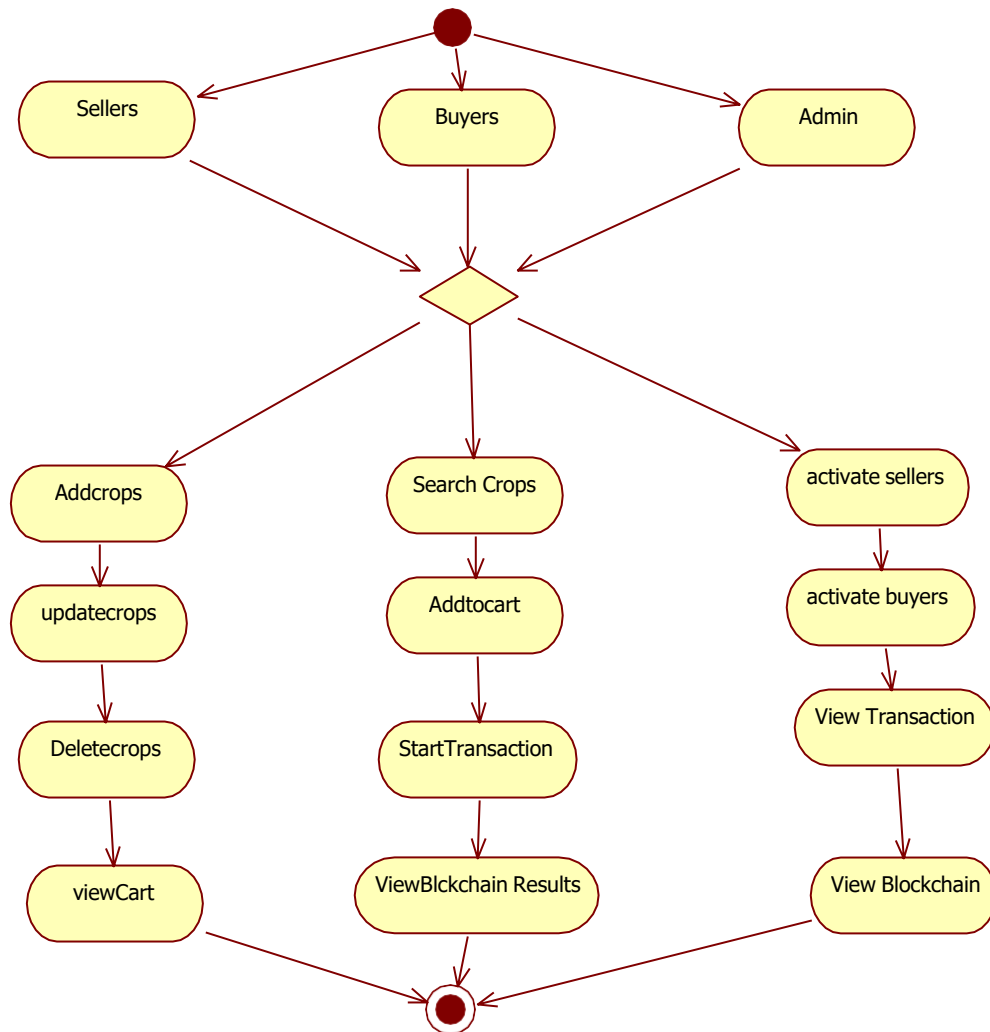 Sellers
Buyers
Admin
Addcrops
Search Crops
activate sellers
updatecrops
Addtocart
activate buyers
Deletecrops
StartTransaction
View Transaction
viewCart
ViewBlckchain Results
View Blockchain